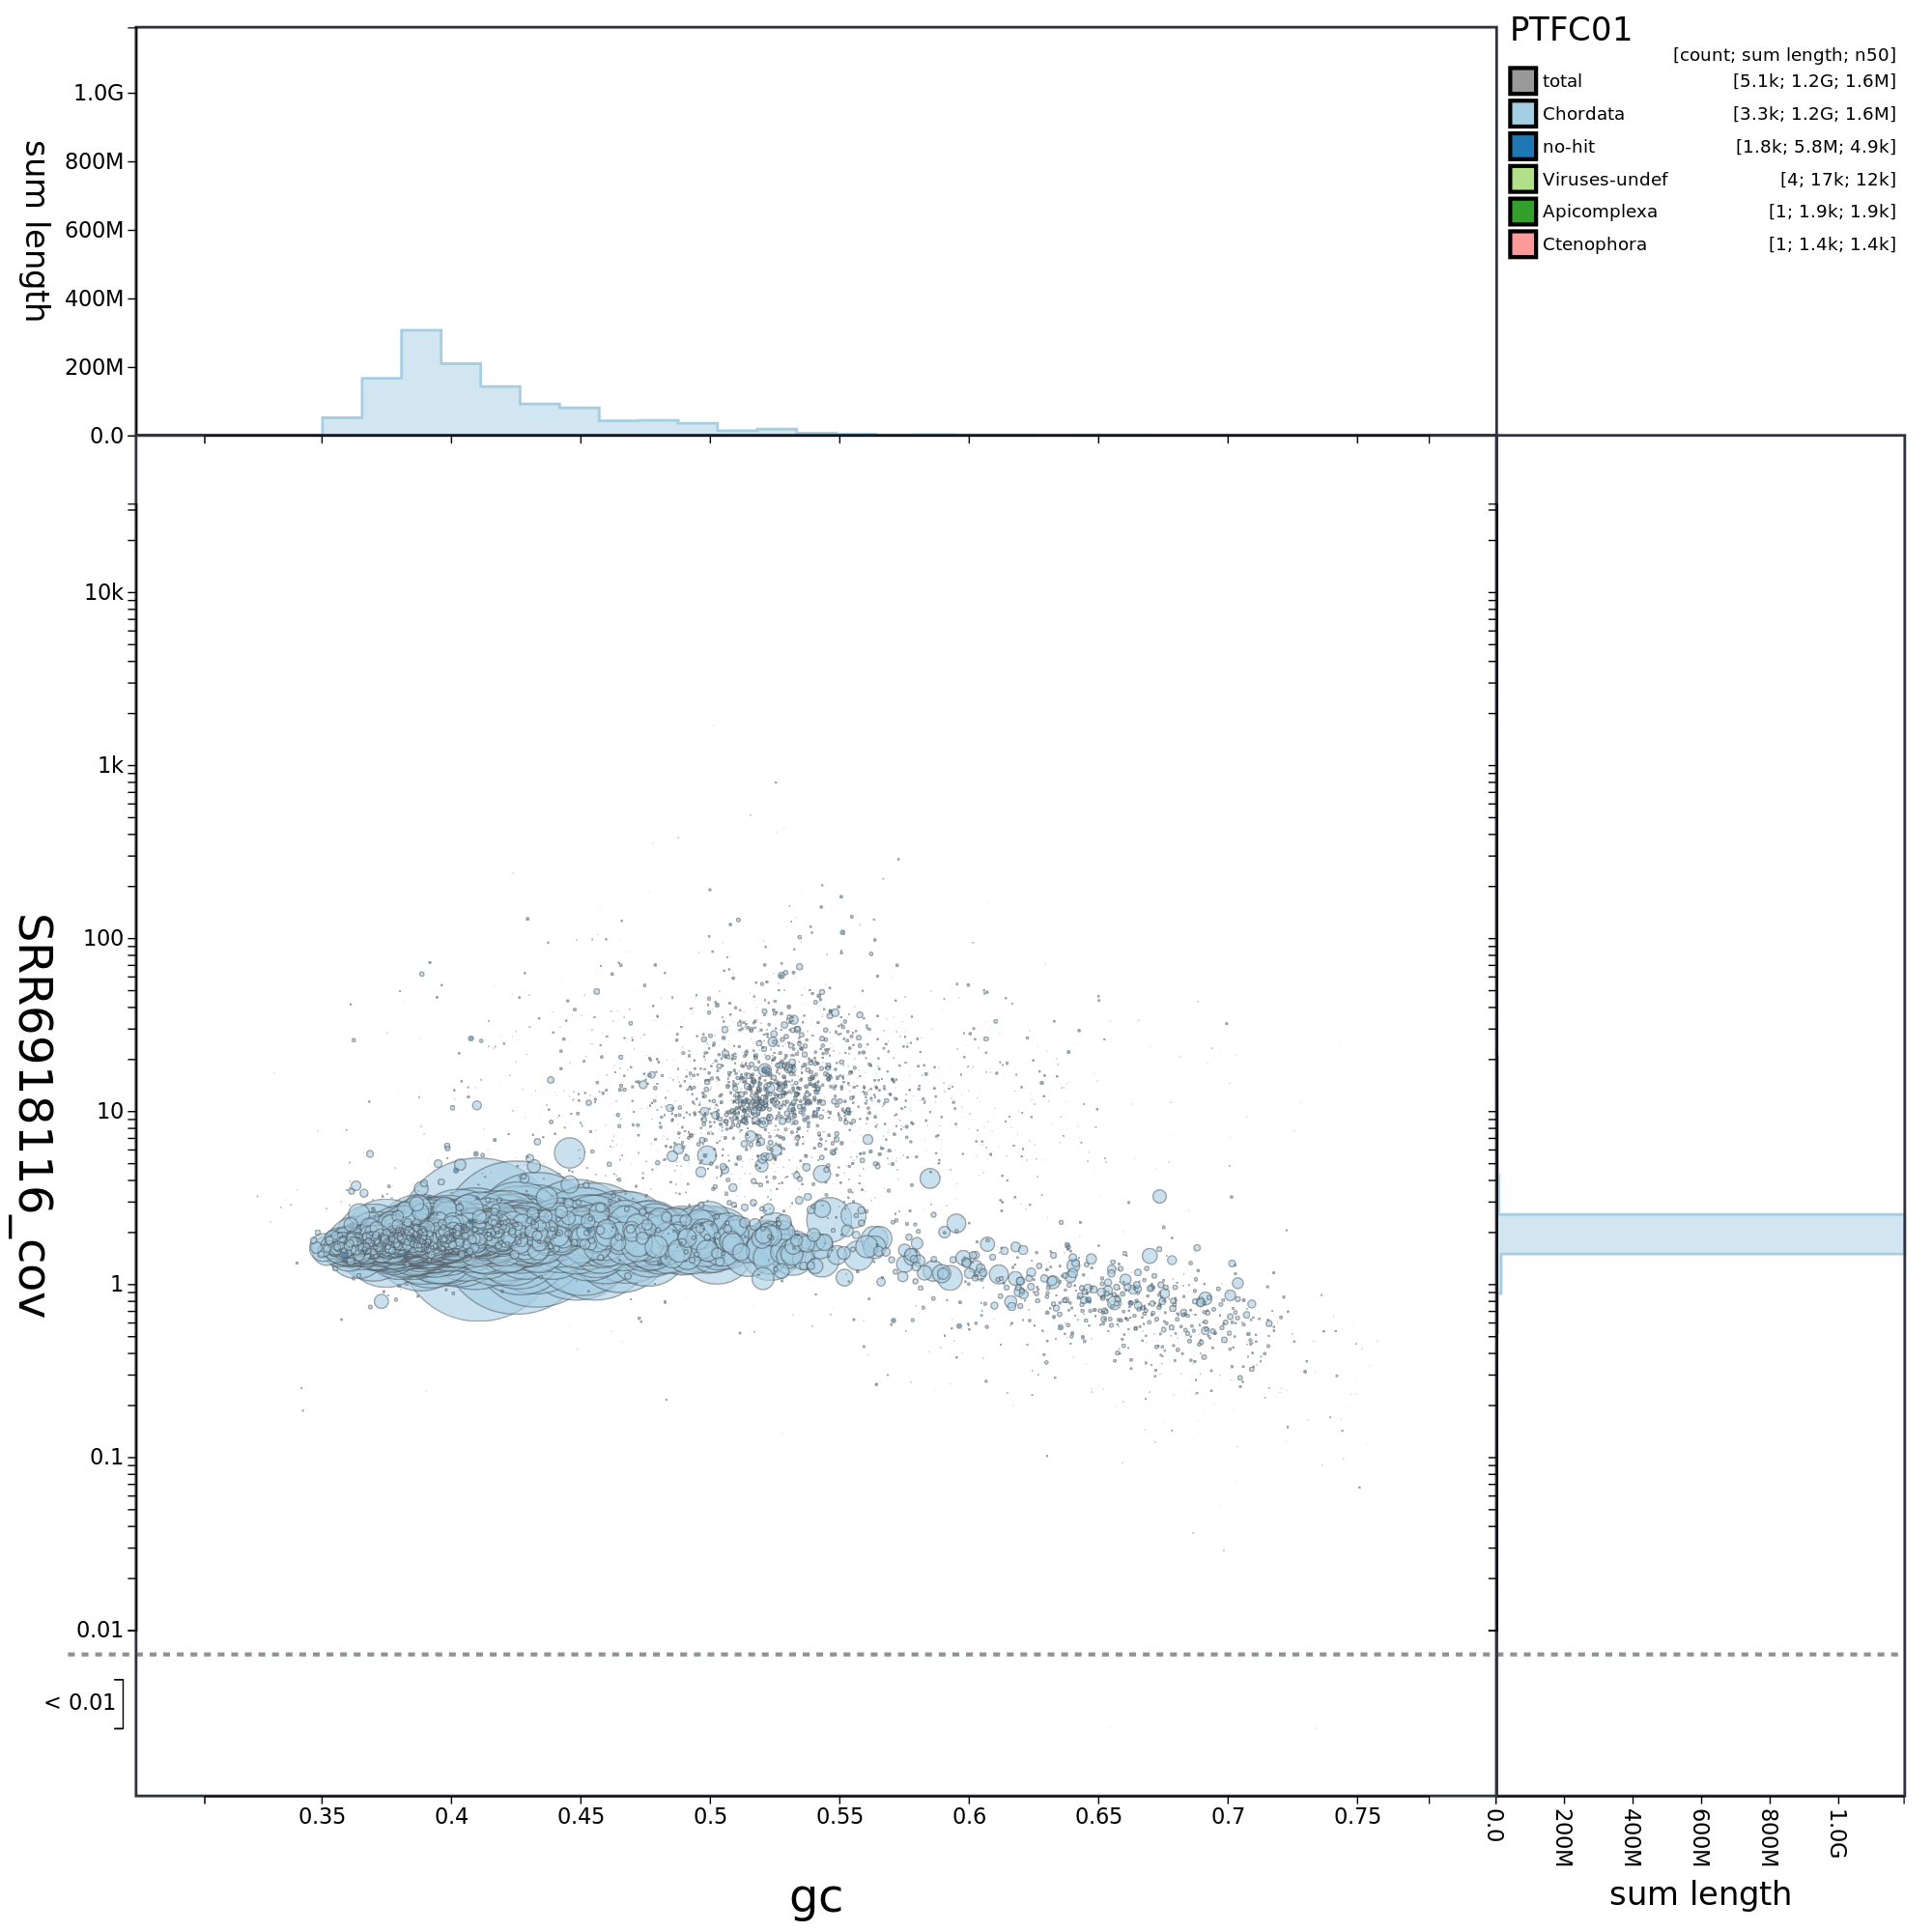 PTFC01
[count; sum length; n50]
total [5.1k; 1.2G; 1.6M]
Chordata [3.3k; 1.2G; 1.6M]
no-hit [1.8k; 5.8M; 4.9k]
Viruses-undef [4; 17k; 12k]
Apicomplexa [1; 1.9k; 1.9k]
Ctenophora [1; 1.4k; 1.4k]
sum length
1.0G
800M
600M
400M
200M
0.0
SRR6918116_cov
10k
1k
100
10
1
0.1
0.01
< 0.01
0.35 0.4 0.45 0.5 0.55 0.6 0.65 0.7 0.75
gc
0.0 200M 400M 600M 800M 1.0G
sum length